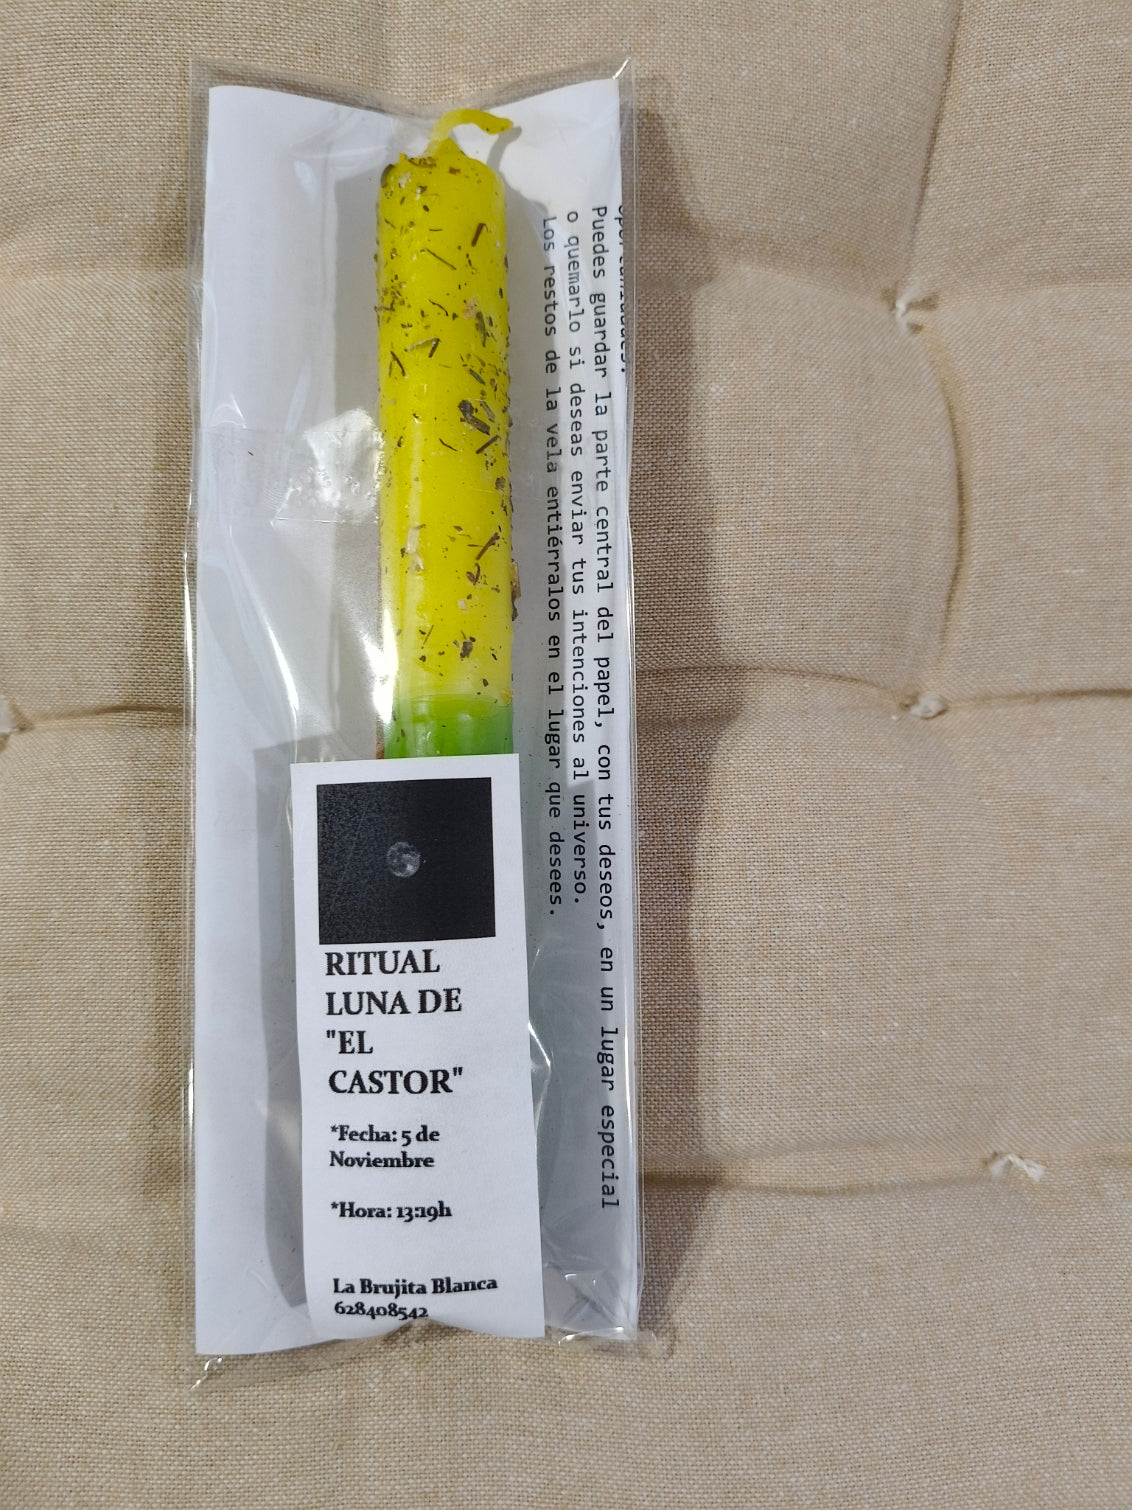 oportunidades.
Puedes guardar la parte central del papel, con tus deseos, en un lugar especial
o quemarlo si deseas enviar tus intenciones al universo.
Los restos de la vela entiérralos en el lugar que desees.
RITUAL
LUNA DE
"EL
CASTOR"
*Fecha: 5 de
Noviembre
*Hora: 13:19h
La Brujita Blanca
628408542